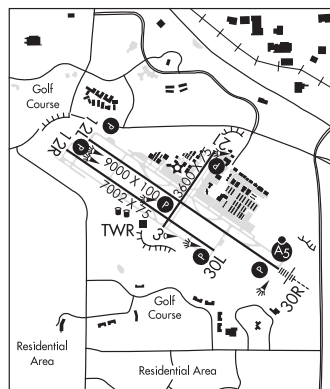 Golf
Course
P
12L
12R
P
9000 X 100
7002 X 75
3600 X 75
21
P
P
3
TWR
P
30L
P
A5
30R
Golf
Course
Residential
Area
Residential Area